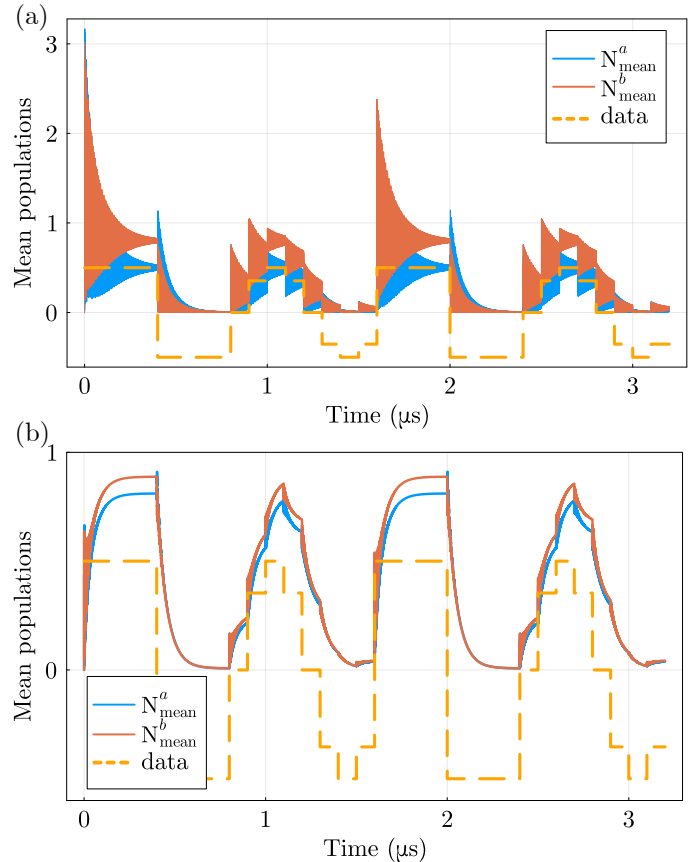 (a)
3
2
1
0
Mean populations
N^a_mean
N^b_mean
data
0
1
2
3
Time (μs)
(b)
1
0
Mean populations
N^a_mean
N^b_mean
data
0
1
2
3
Time (μs)